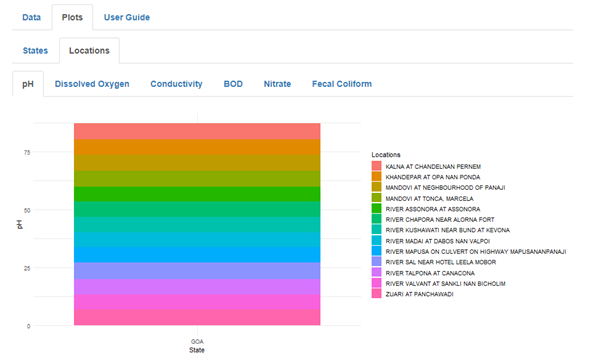 Data Plots User Guide
States Locations
pH Dissolved Oxygen Conductivity BOD Nitrate Fecal Coliform
pH
75
50
25
0
GOA
State
Locations
KALNA AT CHANDELNAN PERNEM
KHANDEPAR AT OPA NAN PONDA
MANDOVI AT NEGHBOURHOOD OF PANAJI
MANDOVI AT TONCA, MARCELA
RIVER ASSONORA AT ASSONORA
RIVER CHAPORA NEAR ALORNA FORT
RIVER KUSHAWATI NEAR BUND AT KEVONA
RIVER MADAI AT DABOS NAN VALPOI
RIVER MAPUSA ON CULVERT ON HIGHWAY MAPUSANANPANAJI
RIVER SAL NEAR HOTEL LEELA MOBOR
RIVER TALPONA AT CANACONA
RIVER VALVANT AT SANKLI NAN BICHOLIM
ZUARI AT PANCHAWADI